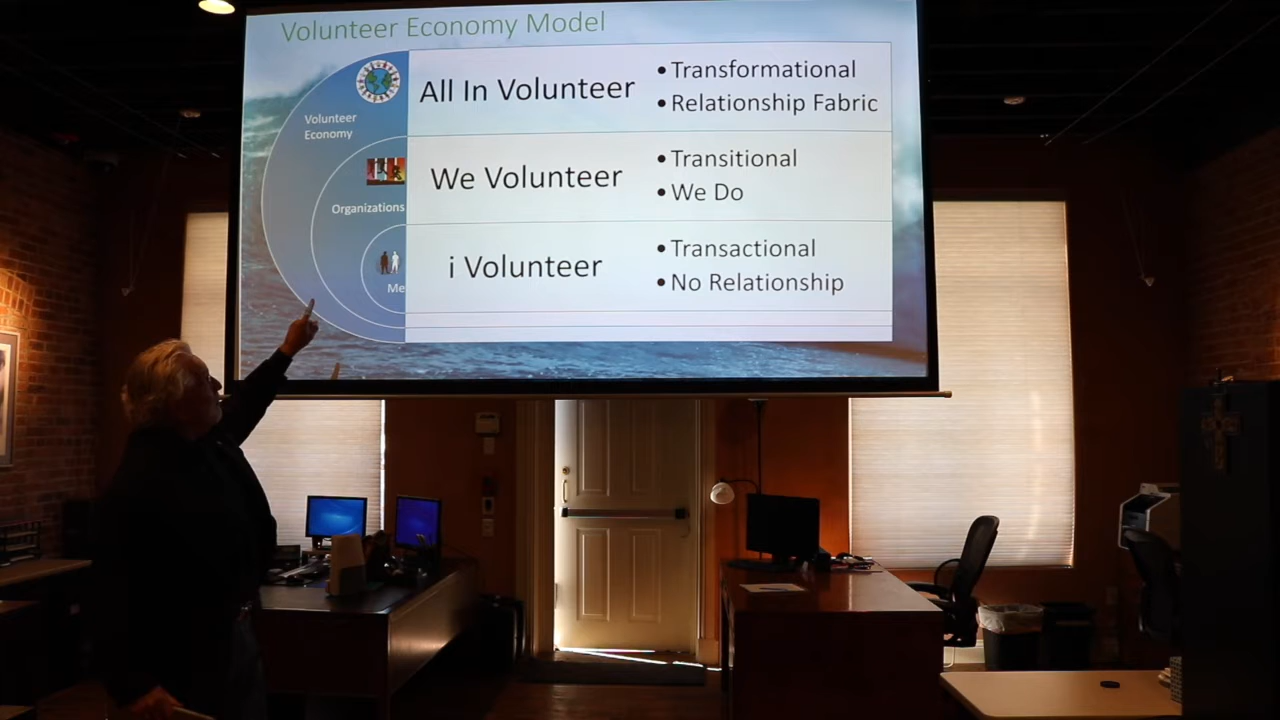 Volunteer Economy Model
Volunteer
Economy
Organizations
Me
All In Volunteer
• Transformational
• Relationship Fabric
We Volunteer
• Transitional
• We Do
i Volunteer
• Transactional
• No Relationship